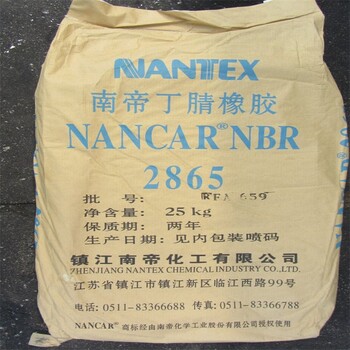 NANTEX
南帝丁腈橡胶
NANCAR®NBR
2865
批号:
净含量: 25kg
保质期: 两年
生产日期: 见内包装喷码
镇江南帝化工有限公司
ZHENJIANG NANTEX CHEMICAL INDUSTRY CO.,LTD.
江苏省镇江市镇江新区临江西路99号
电话: 0511-83366688 传真: 0511-83366788
NANCAR® 商标经由南帝化学工业股份有限公司授权使用